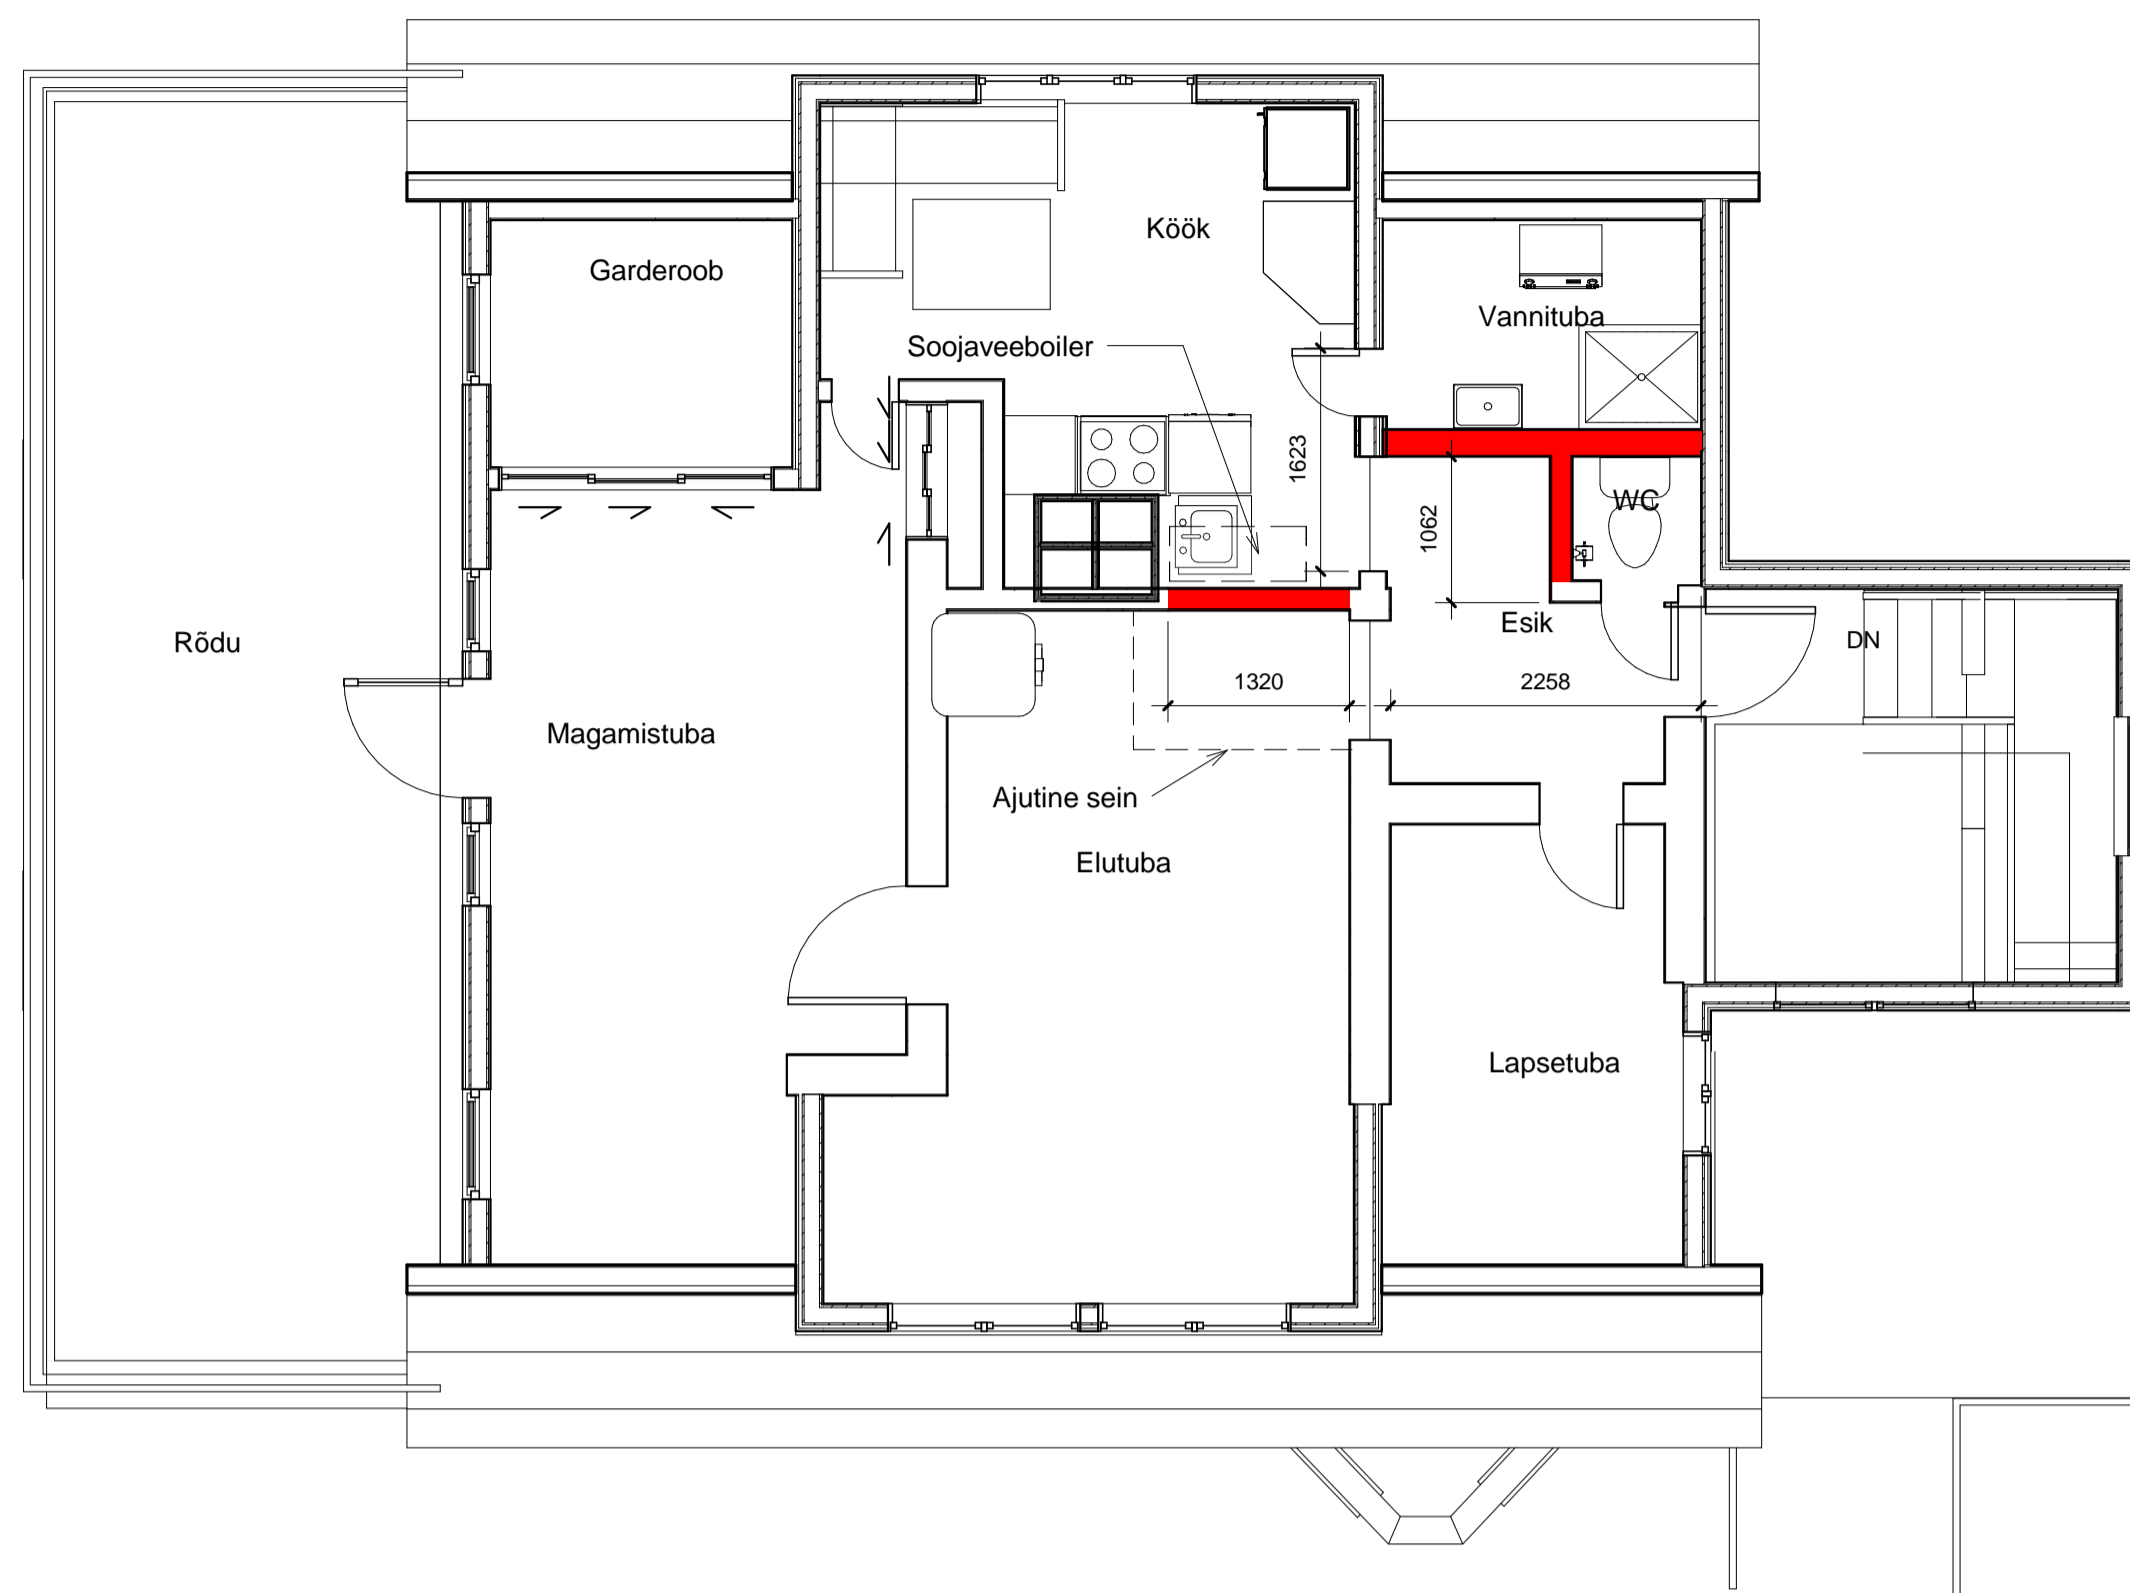 Köök
Garderoob
Vannituba
Soojaveeboiler
1623
WC
1062
Esik
Rõdu
DN
1320
2258
Magamistuba
Ajutine sein
Elutuba
Lapsetuba